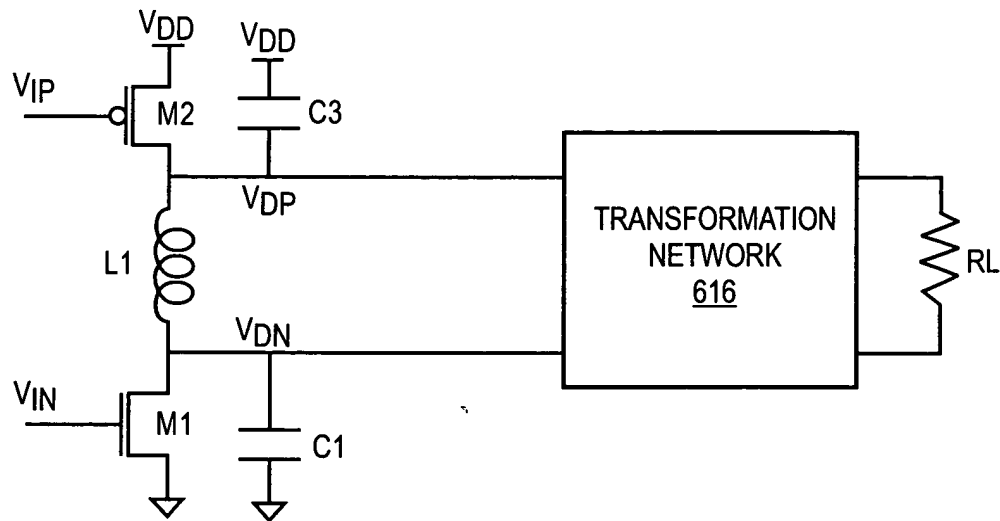 VDD
VDD
VIP
M2
C3
VDP
L1
TRANSFORMATION
NETWORK
616
RL
VDN
VIN
M1
C1